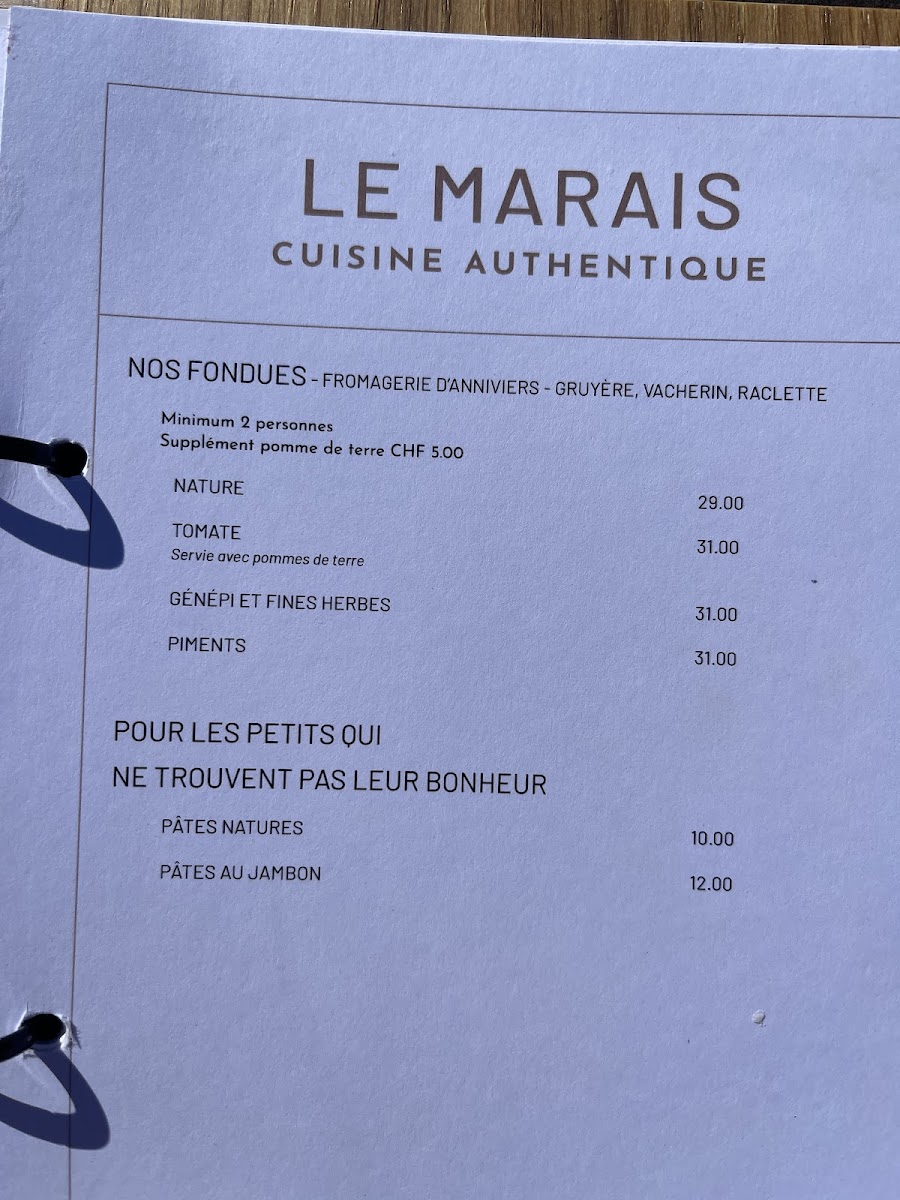 LE MARAIS
CUISINE AUTHENTIQUE
NOS FONDUES - FROMAGERIE D'ANNIVIERS - GRUYÈRE, VACHERIN, RACLETTE
Minimum 2 personnes
Supplément pomme de terre CHF 5.00
NATURE 29.00
TOMATE 31.00
Servie avec pommes de terre
GÉNÉPI ET FINES HERBES 31.00
PIMENTS 31.00
POUR LES PETITS QUI
NE TROUVENT PAS LEUR BONHEUR
PÂTES NATURES 10.00
PÂTES AU JAMBON 12.00